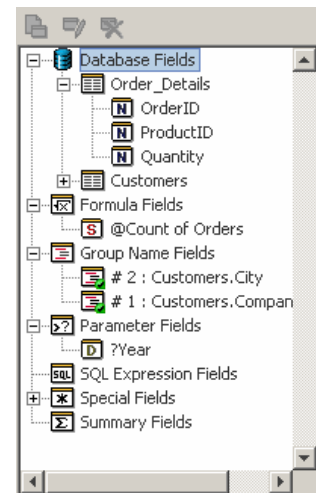 Database Fields
Order_Details
N OrderID
N ProductID
N Quantity
Customers
Formula Fields
S @Count of Orders
Group Name Fields
# 2 : Customers.City
# 1 : Customers.Compan
>? Parameter Fields
D ?Year
SQL SQL Expression Fields
* Special Fields
Σ Summary Fields